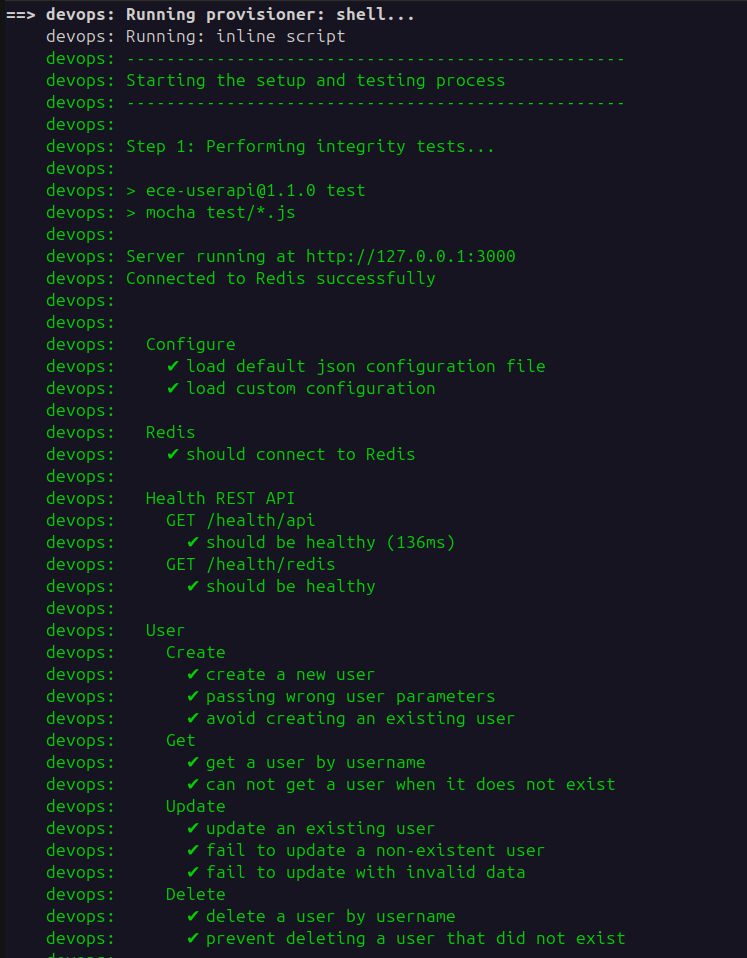 ==> devops: Running provisioner: shell...
    devops: Running: inline script
    devops: --------------------------------------------------
    devops: Starting the setup and testing process
    devops: --------------------------------------------------
    devops:
    devops: Step 1: Performing integrity tests...
    devops:
    devops: > ece-userapi@1.1.0 test
    devops: > mocha test/*.js
    devops:
    devops: Server running at http://127.0.0.1:3000
    devops: Connected to Redis successfully
    devops:
    devops:
    devops:   Configure
    devops:     ✔ load default json configuration file
    devops:     ✔ load custom configuration
    devops:
    devops:   Redis
    devops:     ✔ should connect to Redis
    devops:
    devops:   Health REST API
    devops:     GET /health/api
    devops:       ✔ should be healthy (136ms)
    devops:     GET /health/redis
    devops:       ✔ should be healthy
    devops:
    devops:   User
    devops:     Create
    devops:       ✔ create a new user
    devops:       ✔ passing wrong user parameters
    devops:       ✔ avoid creating an existing user
    devops:     Get
    devops:       ✔ get a user by username
    devops:       ✔ can not get a user when it does not exist
    devops:     Update
    devops:       ✔ update an existing user
    devops:       ✔ fail to update a non-existent user
    devops:       ✔ fail to update with invalid data
    devops:     Delete
    devops:       ✔ delete a user by username
    devops:       ✔ prevent deleting a user that did not exist